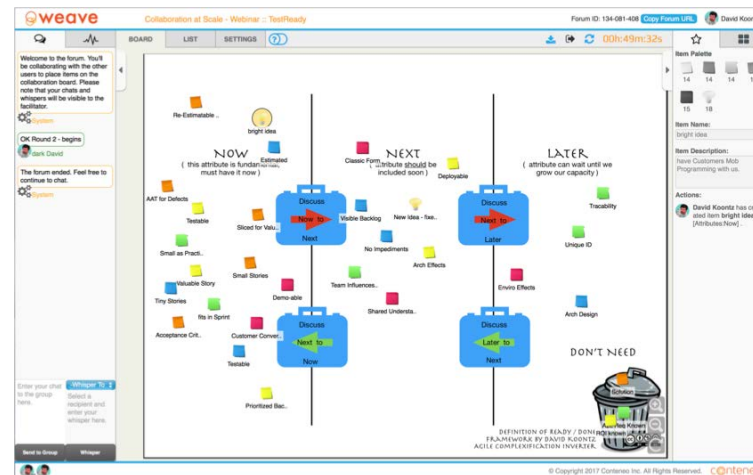 weave
Collaboration at Scale - Webinar :: TestReady
Forum ID: 134-081-408
Copy Forum URL
David Koon
BOARD
LIST
SETTINGS
00h:49m:32s
Welcome to the forum. You'll
be collaborating with the other
users to place items on the
collaboration board. Please
note that your chats and
whispers will be visible to the
facilitator.
System
OK Round 2 - begins
dark David
The forum ended. Feel free to
continue to chat.
System
Enter your chat
to the group
here.
Whisper To
Select a
recipient and
enter your
whisper here.
Send to Group
Whisper
Re-Estimatable ..
bright idea
NOW
( this attribute is
must have it now )
Estimated
AAT for Defects
Testable
Sliced for Valu..
Small as Practi..
Small Stories
Valuable Story
Tiny Stories
fits in Sprint
Demo-able
Acceptance Crit..
Customer Conver..
Testable
Prioritized Bac..
Discuss
Now to
Next
Discuss
Next to
Now
Classic Form
NEXT
( attribute should be
included soon )
Deployable
Visible Backlog
New Idea - fixe..
No Impediments
Arch Effects
Team Influences..
Shared Understa..
Discuss
Next to
Later
Discuss
Later to
Next
LATER
( attribute can wait until we
grow our capacity )
Tracability
Unique ID
Enviro Effects
Arch Design
DON'T NEED
Solution
DEFINITION OF READY / DONE
FRAMEWORK BY DAVID KOONTZ
AGILE COMPLEXIFICATION INVERTER
Item Palette
14
14
14
15
18
Item Name:
bright idea
Item Description:
have Customers Mob
Programming with us.
Actions:
David Koontz has cr
ated item bright idea
[Attributes:Now] .
© Copyright 2017 Conteneo Inc. All Rights Reserved.